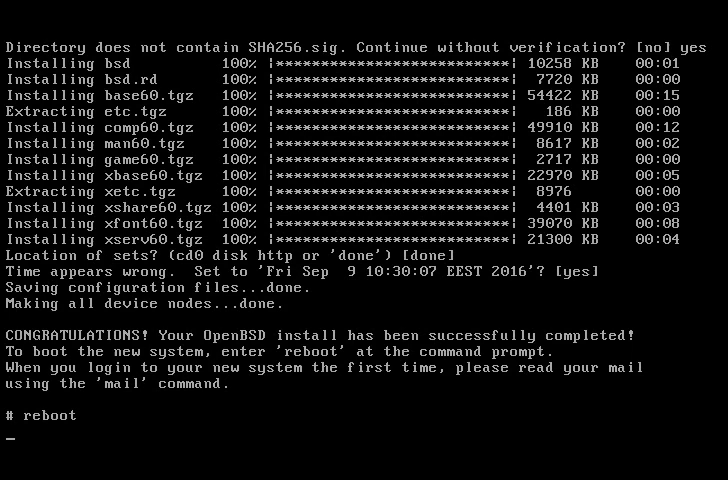 Directory does not contain SHA256.sig. Continue without verification? [no] yes
Installing bsd          100% |**************************| 10258 KB    00:01
Installing bsd.rd       100% |**************************|  7720 KB    00:00
Installing base60.tgz   100% |**************************| 54422 KB    00:15
Extracting etc.tgz      100% |**************************|   186 KB    00:00
Installing comp60.tgz   100% |**************************| 49910 KB    00:12
Installing man60.tgz    100% |**************************|  8617 KB    00:02
Installing game60.tgz   100% |**************************|  2717 KB    00:00
Installing xbase60.tgz  100% |**************************| 22970 KB    00:05
Extracting xetc.tgz     100% |**************************|  8976       00:00
Installing xshare60.tgz 100% |**************************|  4401 KB    00:03
Installing xfont60.tgz  100% |**************************| 39070 KB    00:08
Installing xserv60.tgz  100% |**************************| 21300 KB    00:04
Location of sets? (cd0 disk http or 'done') [done]
Time appears wrong.  Set to 'Fri Sep  9 10:30:07 EEST 2016'? [yes]
Saving configuration files...done.
Making all device nodes...done.

CONGRATULATIONS! Your OpenBSD install has been successfully completed!
To boot the new system, enter 'reboot' at the command prompt.
When you login to your new system the first time, please read your mail
using the 'mail' command.

# reboot